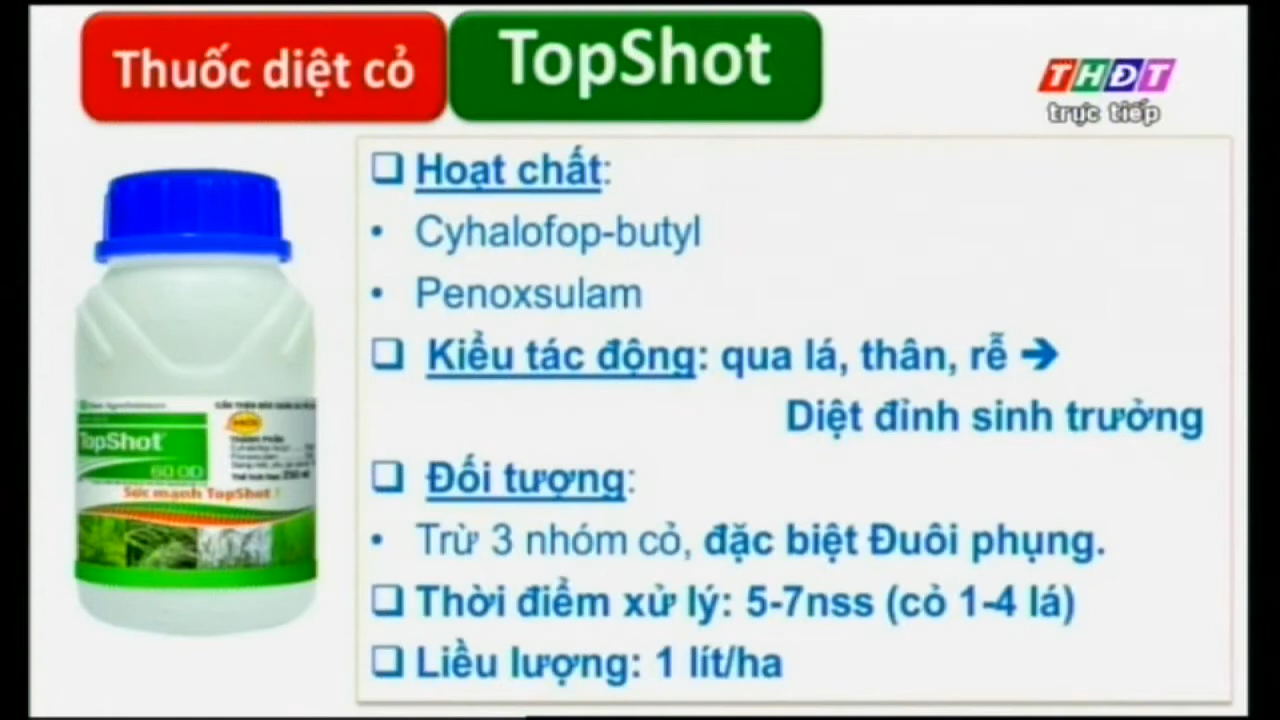 Thuốc diệt cỏ
TopShot
THĐT
trực tiếp
Hoạt chất:
• Cyhalofop-butyl
• Penoxsulam
Kiểu tác động: qua lá, thân, rễ ➔
Diệt đỉnh sinh trưởng
Đối tượng:
• Trừ 3 nhóm cỏ, đặc biệt Đuôi phụng.
Thời điểm xử lý: 5-7nss (cỏ 1-4 lá)
Liều lượng: 1 lít/ha
TopShot
60 OD
Sức mạnh TopShot